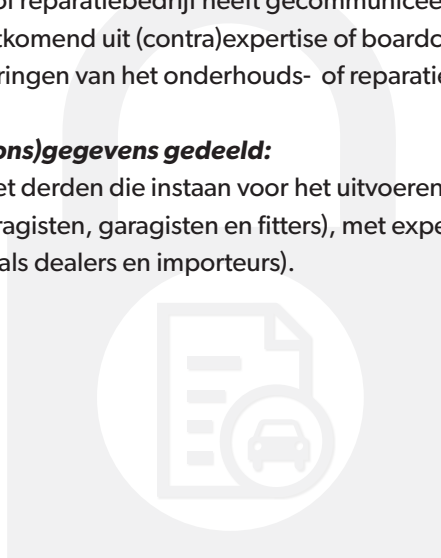 of reparatiebedrijf heeft gecommunicee
tkomend uit (contra)expertise of boardc
ringen van het onderhouds- of reparatie
ons)gegevens gedeeld:
et derden die instaan voor het uitvoeren
ragisten, garagisten en fitters), met expe
als dealers en importeurs).